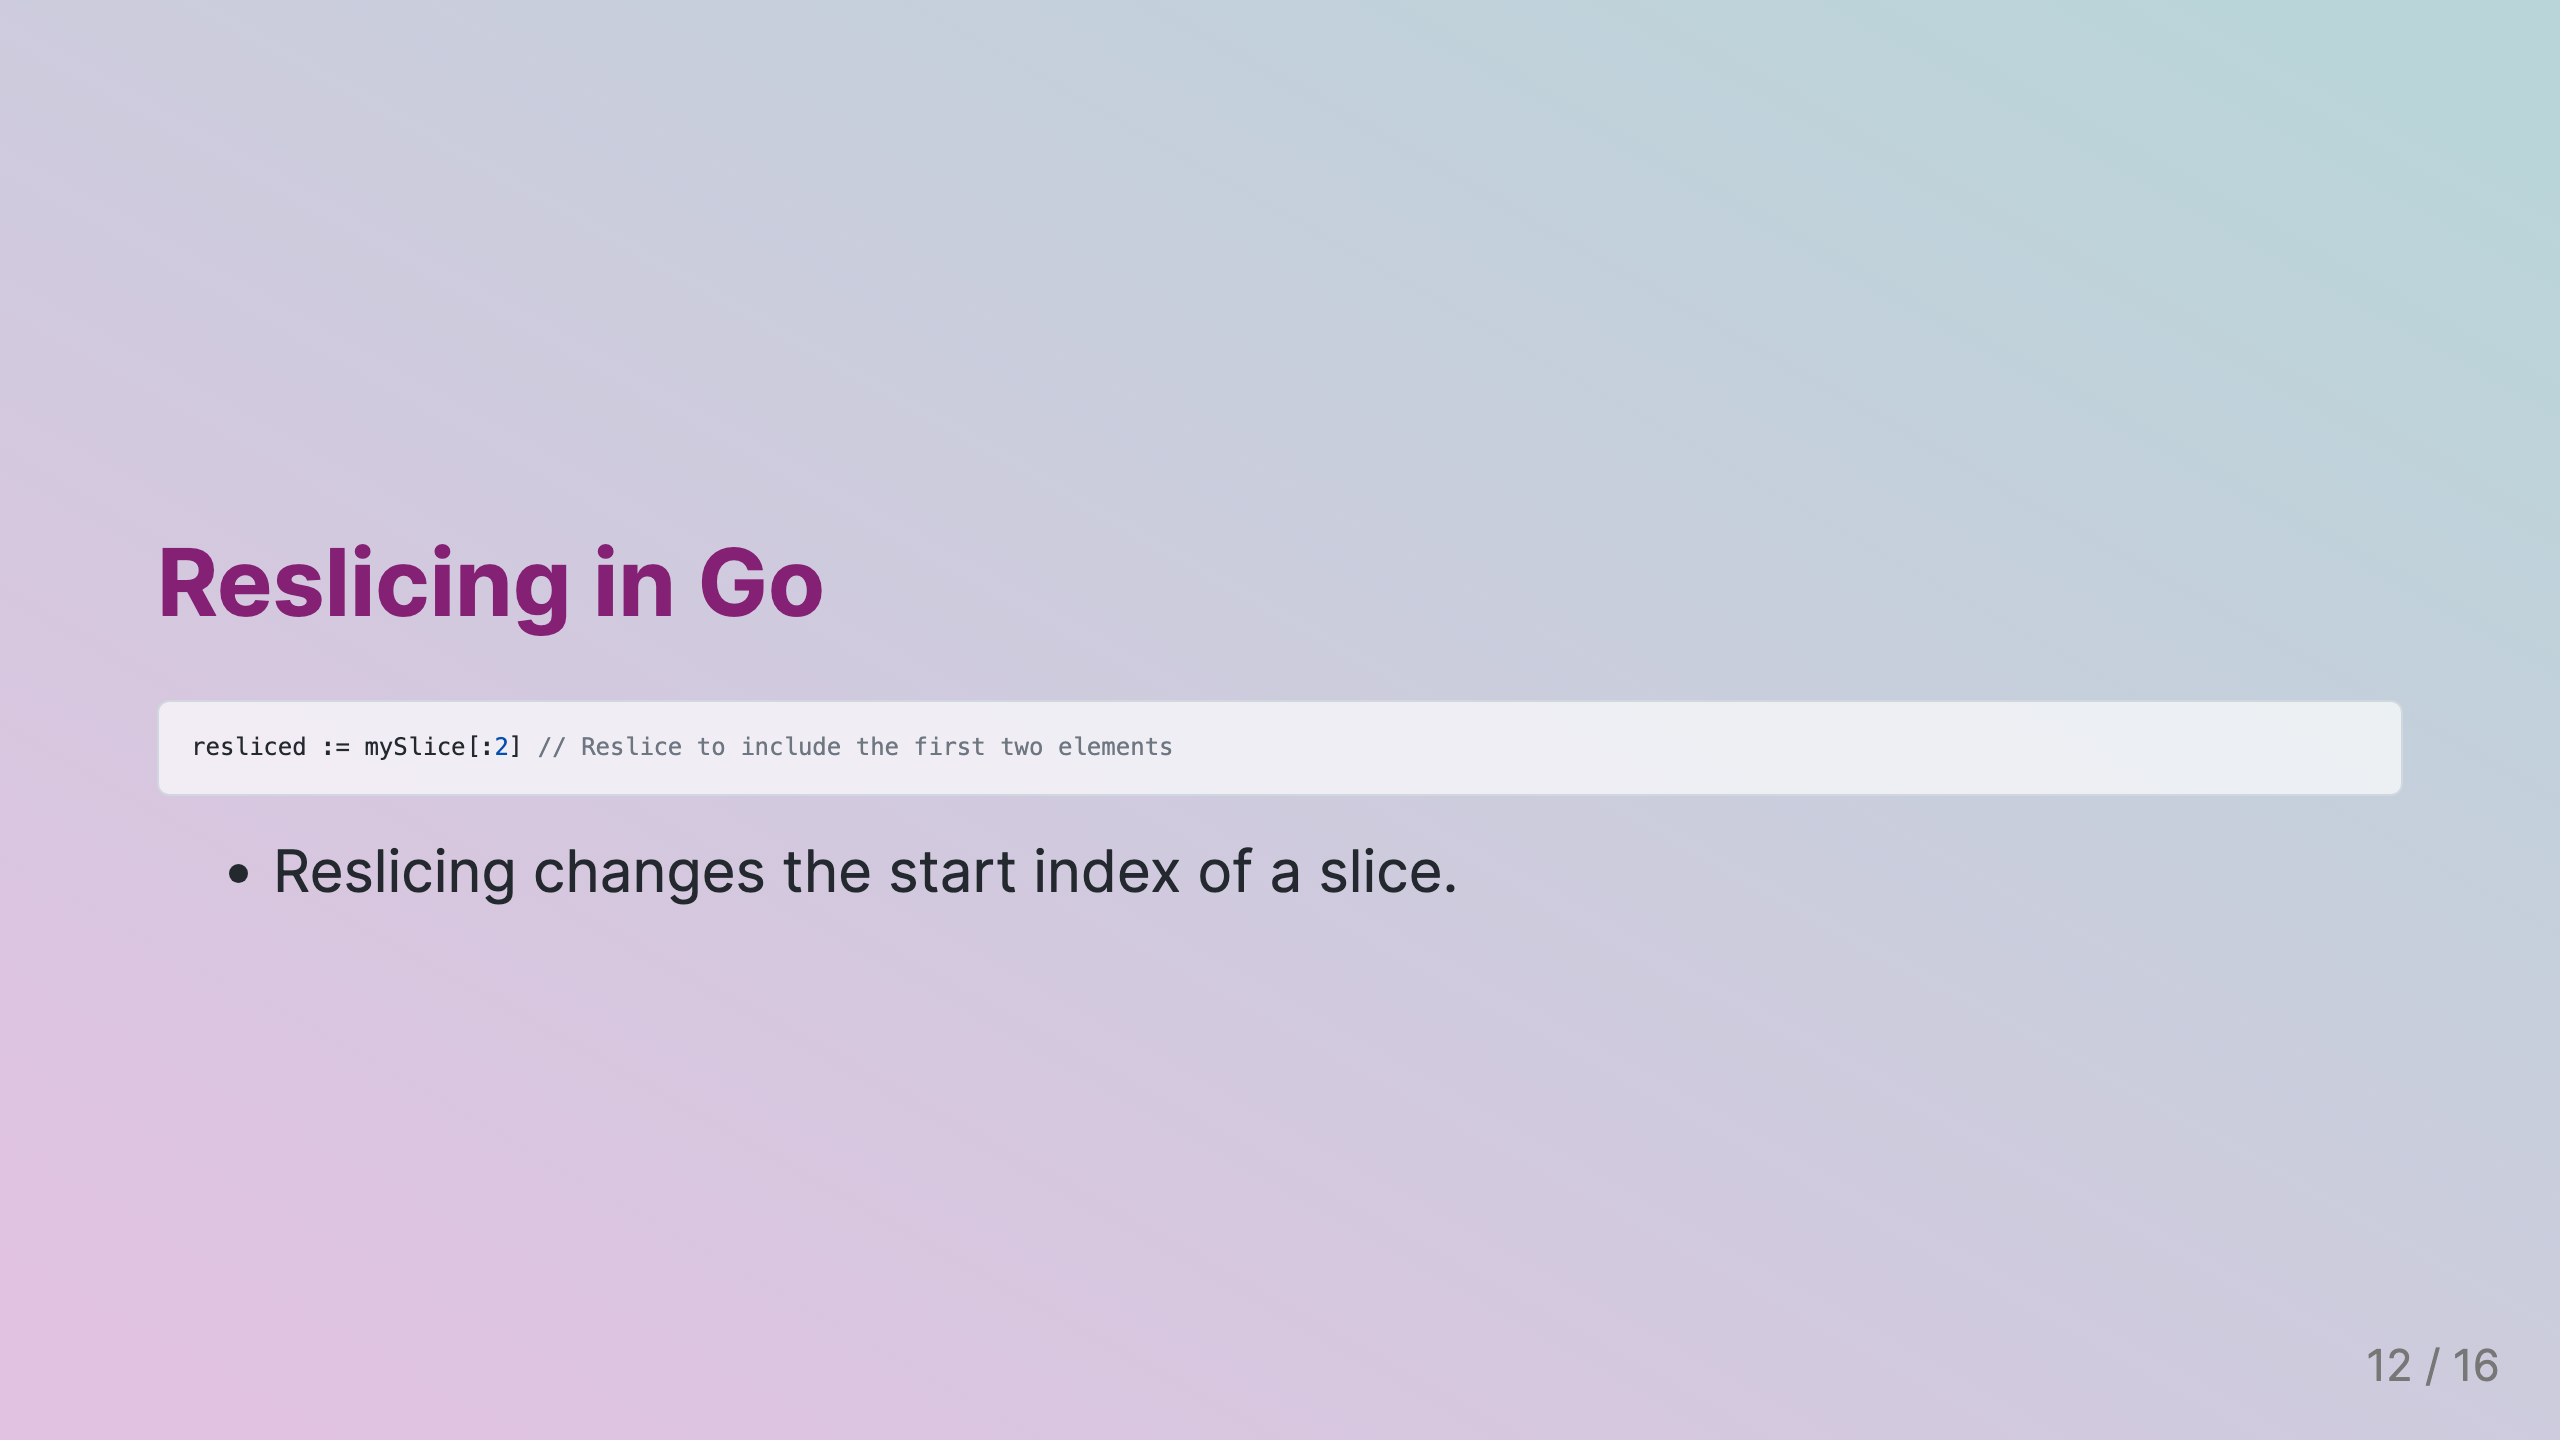 Reslicing in Go
resliced := mySlice[:2] // Reslice to include the first two elements
• Reslicing changes the start index of a slice.
12 / 16